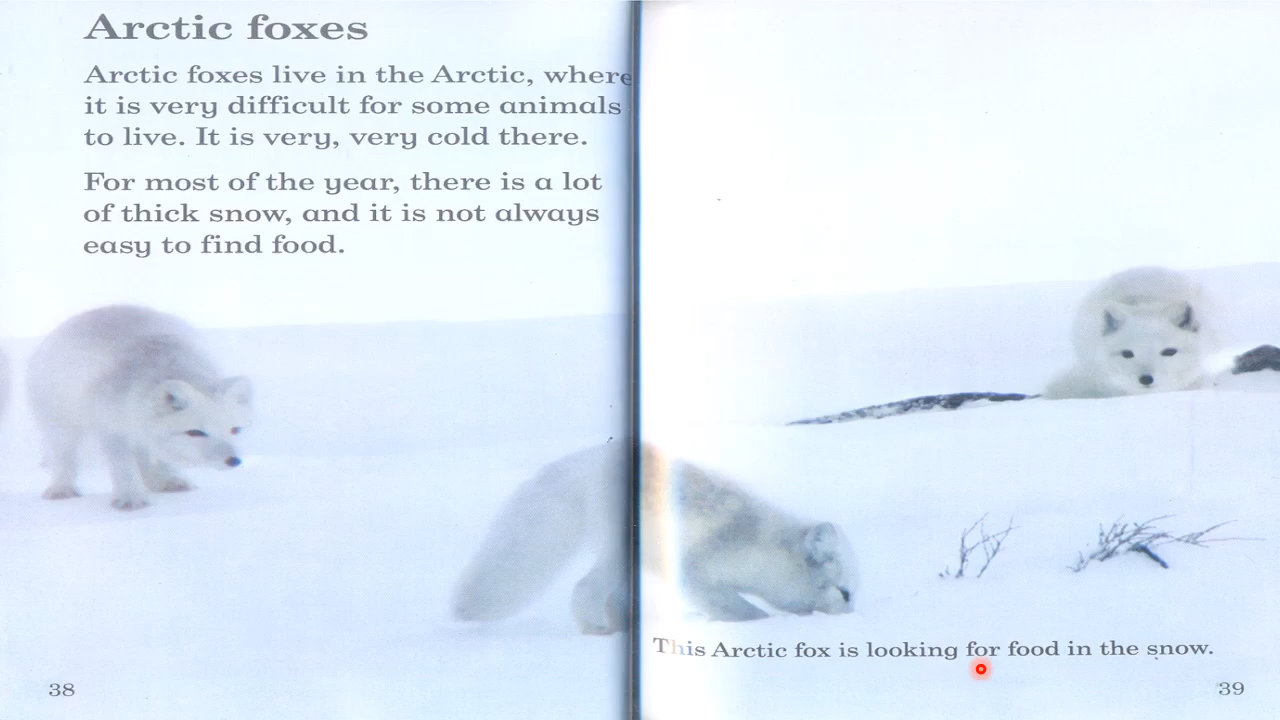 Arctic foxes
Arctic foxes live in the Arctic, where
it is very difficult for some animals
to live. It is very, very cold there.
For most of the year, there is a lot
of thick snow, and it is not always
easy to find food.
This Arctic fox is looking for food in the snow.
38
39